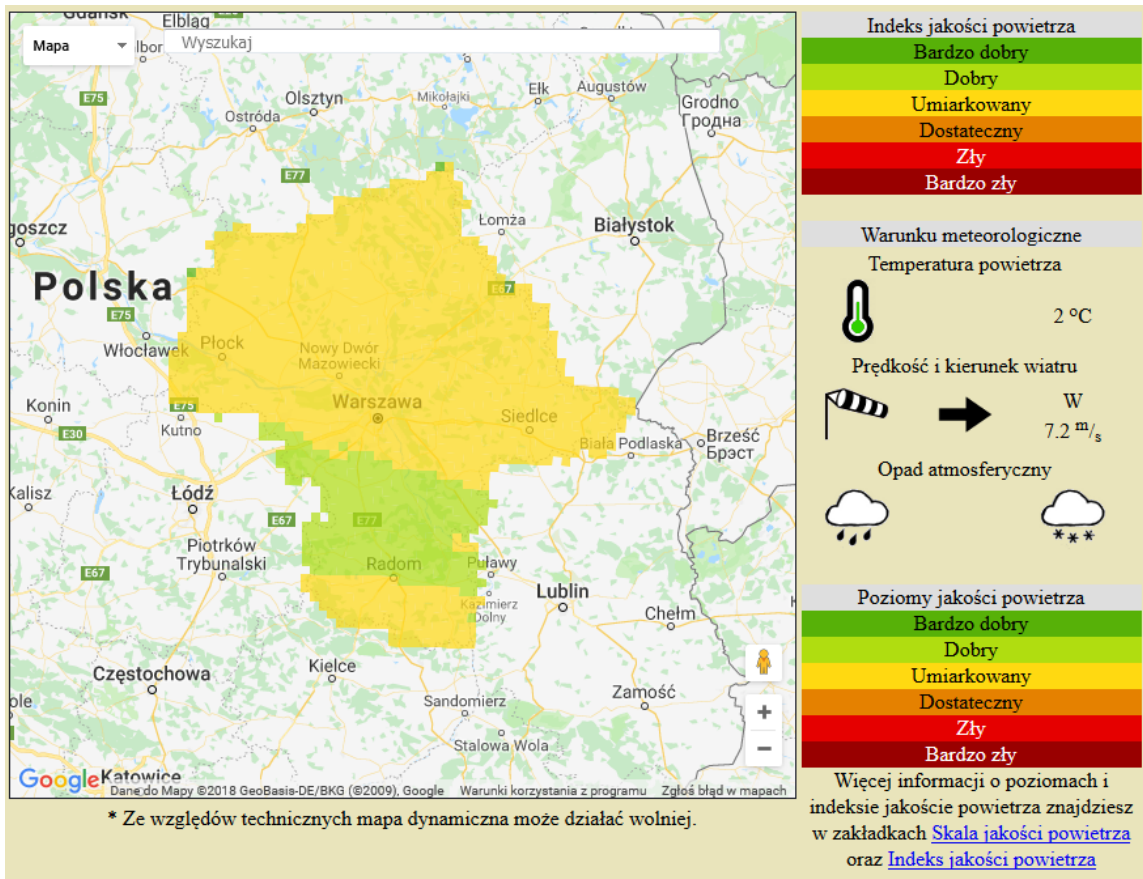 Gdańsk
Elbląg
Mapa
Wyszukaj
E75
Olsztyn
Mikołajki
Ełk
Augustów
Grodno
Гродна
Ostróda
E77
Łomża
Białystok
Polska
E75
E67
Włocławek
Płock
Nowy Dwór
Mazowiecki
Konin
E75
Warszawa
Siedlce
E30
Kutno
Biała Podlaska
Brześć
Брэст
Kalisz
Łódź
E67
E77
Piotrków
Trybunalski
Radom
Puławy
E67
Kazimierz
Dolny
Lublin
Chełm
Częstochowa
Kielce
Sandomierz
Zamość
Stalowa Wola
Google
Katowice
Dane do Mapy ©2018 GeoBasis-DE/BKG (©2009), Google
Warunki korzystania z programu
Zgłoś błąd w mapach
* Ze względów technicznych mapa dynamiczna może działać wolniej.
Indeks jakości powietrza
Bardzo dobry
Dobry
Umiarkowany
Dostateczny
Zły
Bardzo zły
Warunku meteorologiczne
Temperatura powietrza
2 °C
Prędkość i kierunek wiatru
W
7.2 m/s
Opad atmosferyczny
Poziomy jakości powietrza
Bardzo dobry
Dobry
Umiarkowany
Dostateczny
Zły
Bardzo zły
Więcej informacji o poziomach i
indeksie jakoście powietrza znajdziesz
w zakładkach Skala jakości powietrza
oraz Indeks jakości powietrza